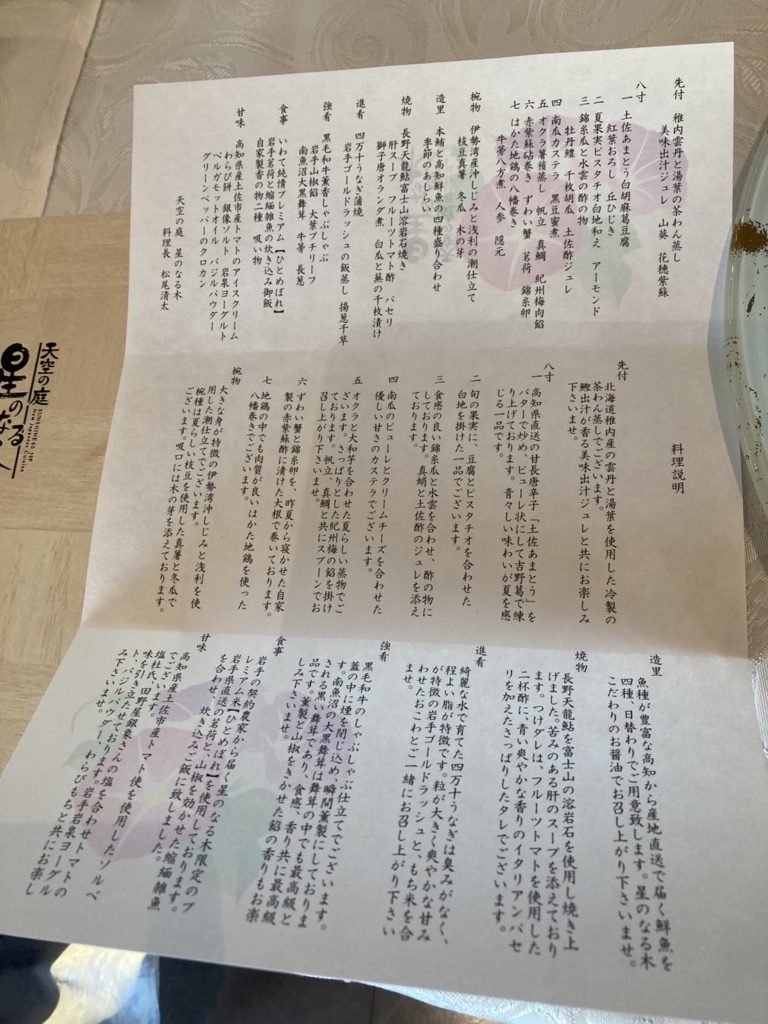 先付 稚内雲丹と湯葉の茶わん蒸し
美味出汁ジュレ 山葵 花穂紫蘇
八寸
一 土佐あまとう白胡麻葛豆腐
紅葉おろし 丘ひじき
二 夏果実ピスタチオ白地和え アーモンド
三 錦糸瓜と水雲の酢の物
牡丹鱧 千枚胡瓜 土佐酢ジュレ
四 南瓜カステラ 黒豆蜜煮
五 オクラ薯蕷蒸し 帆立 真鯛 紀州梅肉餡
六 赤紫蘇砧巻き ずわい蟹 茗荷 錦糸卵
七 はかた地鶏の八幡巻き
牛蒡八方煮 人参 隠元
椀物 伊勢湾産沖しじみと浅利の潮仕立て
枝豆真薯 冬瓜 木の芽
造里 本鮪と高知鮮魚の四種盛り合わせ
季節のあしらい
焼物 長野天龍鮎富士山溶岩石焼き
肝スープ フルーツトマト酢 パセリ
獅子唐オランダ煮 白瓜と蕪の千枚漬け
進肴 四万十うなぎ蒲焼
岩手ゴールドラッシュの飯蒸し 揚葱千草
強肴 黒毛和牛薫香しゃぶしゃぶ
岩手山椒餡 大葉プチリーフ
南魚沼大黒舞茸 牛蒡 長葱
食事 いわて純情プレミアム【ひとめぼれ】
岩手茗荷と縮緬雑魚の炊き込み御飯
自家製香の物二種 吸い物
甘味 高知県産土佐市産トマトのアイスクリーム
わらび餅 銀像ソルト 岩泉ヨーグルト
ベルガモットオイル バジルパウダー
グリーンペッパーのクロカン
天空の庭 星のなる木
料理長 松尾清太
料理説明
先付
北海道稚内産の雲丹と湯葉を使用した冷製の
茶わん蒸しでございます。
鰹出汁が香る美味出汁ジュレと共にお楽しみ
下さいませ。
八寸
一 高知県直送の甘長唐辛子「土佐あまとう」を
バターで炒め、ピューレ状にして吉野葛で練
り上げております。青々しい味わいが夏を感
じる一品です。
二 旬の果実に、豆腐とピスタチオを合わせた
白地を掛けた一品でございます。
三 食感の良い錦糸瓜と水雲を合わせ、酢の物に
しております。真蛸と土佐酢のジュレを添え
ております。
四 南瓜のピューレとクリームチーズを合わせた
優しい甘さのカステラでございます。
五 オクラと大和芋を合わせた夏らしい蒸物でご
ざいます。さっぱりとした紀州梅の餡を掛け
ております。帆立、真鯛と共にスプーンでお
召し上がり下さいませ。
六 ずわい蟹と錦糸卵を、昨夏から寝かせた自家
製の赤紫蘇酢に漬けた大根で巻いております。
七 地鶏の中でも肉質が良いはかた地鶏を使った
八幡巻きでございます。
椀物
大きな身が特徴の伊勢湾沖しじみと浅利を使
用した潮仕立てでございます。
椀種は夏らしい枝豆を使用した真薯と冬瓜で
ございます。吸口には木の芽を添えております。
造里
魚種が豊富な高知から産地直送で届く鮮魚を
四種、日替わりでご用意致します。星のなる木
こだわりのお醤油でお召し上がり下さいませ。
焼物
長野天龍鮎を富士山の溶岩石を使用し焼き上
げました。苦みのある肝のスープを添えており
ます。つけダレは、フルーツトマトを使用した
二杯酢に、青い爽やかな香りのイタリアンパセ
リを加えたさっぱりしたタレでございます。
進肴
綺麗な水で育てた四万十うなぎは臭みがなく、
程よい脂が特徴です。粒が大きく爽やかな甘み
が特徴の岩手ゴールドラッシュと、もち米を合
わせたおこわとご一緒にお召し上がり下さい
ませ。
強肴
黒毛和牛のしゃぶしゃぶ仕立てでございます。
蓋の中に燻を閉じ込め、瞬間薫製にしておりま
す。南魚沼の大黒舞茸は舞茸の中でも最高級と
される黒い舞茸であり、食感、香り共に最高級
品です。薫製と山椒をきかせた餡の香りもお楽
しみ下さいませ。
食事
岩手の契約農家から届く星のなる木限定のプ
レミアム米【ひとめぼれ】を使用しております。
岩手県直送の茗荷と、山椒を効かせた縮緬雑魚
を合わせ、炊き込みご飯に致しました。
甘味
高知県産土佐市産トマトを使用したソルベ
でございます。
塩杜氏、田野屋銀象さんの塩を合わせトマトの
味を引き立たせております。岩手岩泉ヨーグル
ト、バジルパウダー、わらびもちと共にお楽し
み下さいませ。
天空の庭
星のなる木